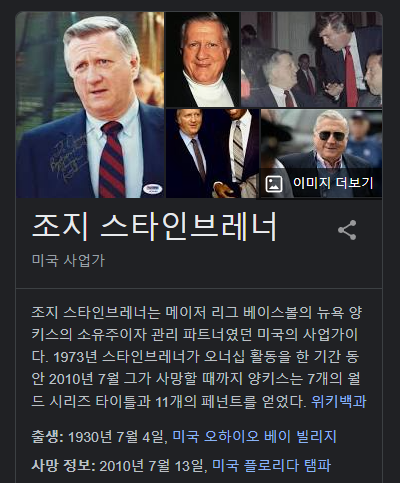 이미지 더보기
조지 스타인브레너
미국 사업가
조지 스타인브레너는 메이저 리그 베이스볼의 뉴욕 양
키스의 소유주이자 관리 파트너였던 미국의 사업가이
다. 1973년 스타인브레너가 오너십 활동을 한 기간 동
안 2010년 7월 그가 사망할 때까지 양키스는 7개의 월
드 시리즈 타이틀과 11개의 페넌트를 얻었다. 위키백과
출생: 1930년 7월 4일, 미국 오하이오 베이 빌리지
사망 정보: 2010년 7월 13일, 미국 플로리다 탬파